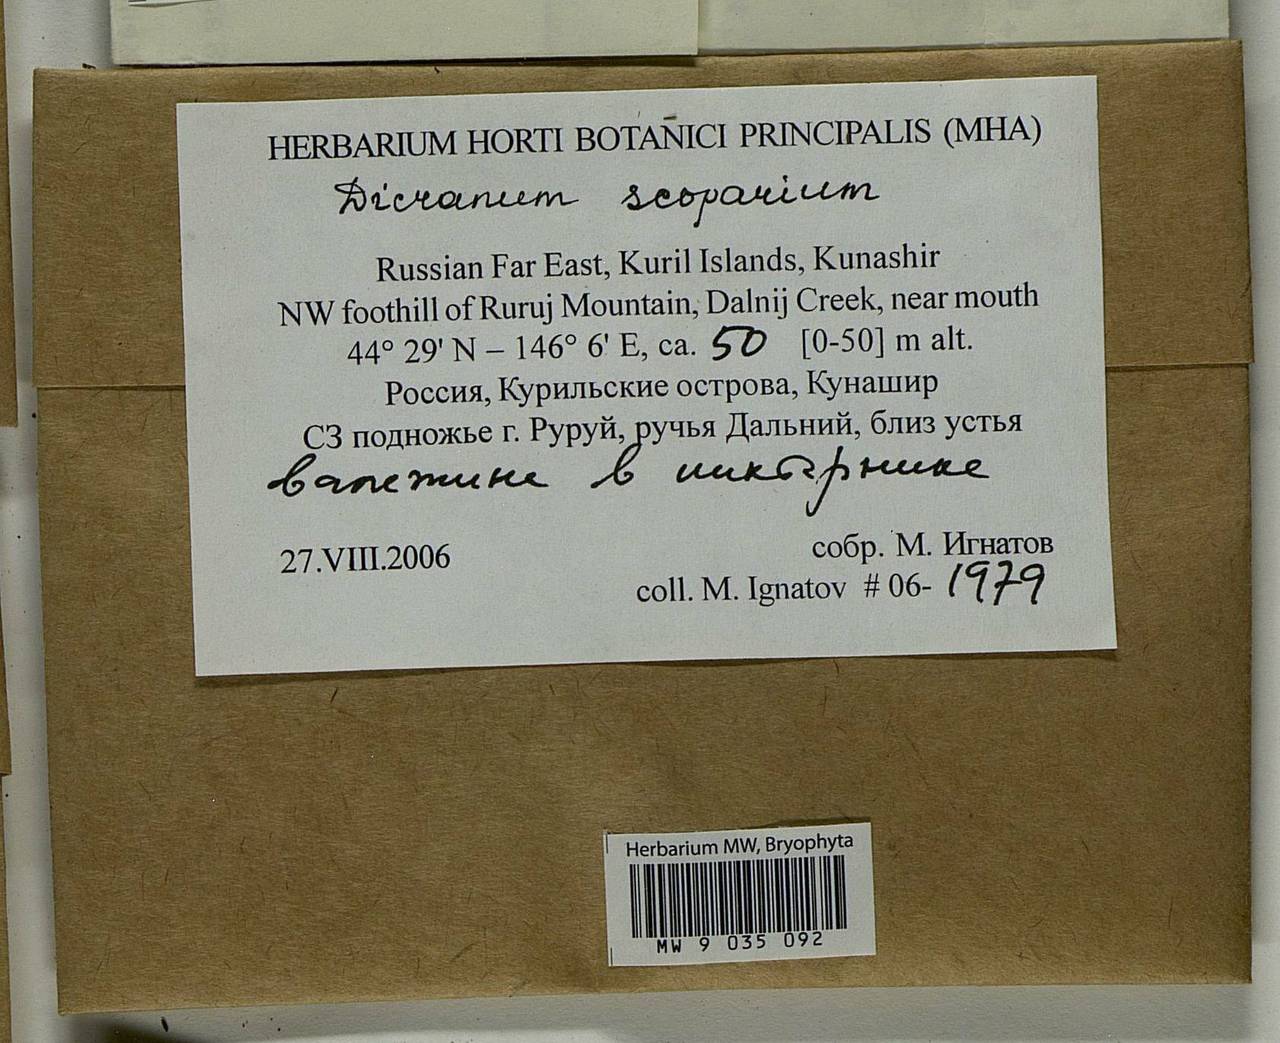 HERBARIUM HORTI BOTANICI PRINCIPALIS (MHA)
Dicranum scoparium
Russian Far East, Kuril Islands, Kunashir
NW foothill of Ruruj Mountain, Dalnij Creek, near mouth
44° 29' N – 146° 6' E, ca. 50 [0-50] m alt.
Россия, Курильские острова, Кунашир
СЗ подножье г. Руруй, ручья Дальний, близ устья
валежине в пихтарнике
27.VIII.2006
собр. М. Игнатов
coll. M. Ignatov # 06-1979
Herbarium MW, Bryophyta
MW 9 035 092